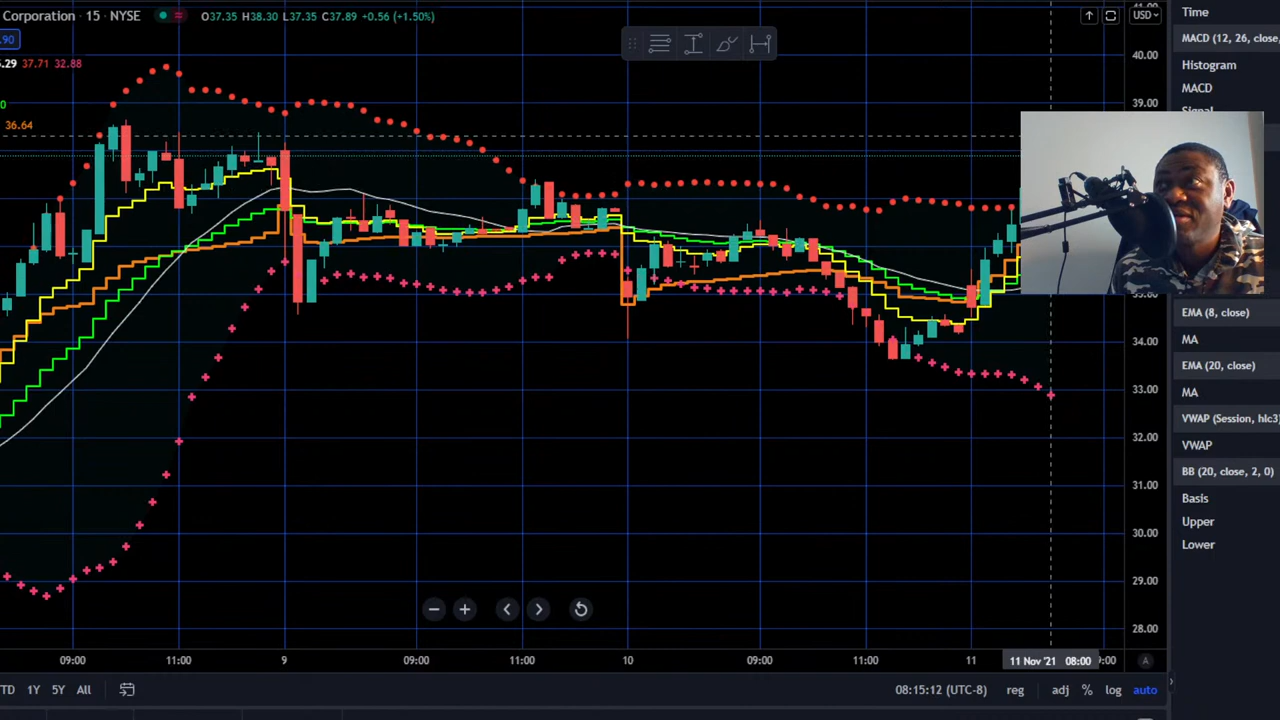 Corporation · 15 · NYSE O37.35 H38.30 L37.35 C37.89 +0.56 (+1.50%)
USD
Time
MACD (12, 26, close,
Histogram
MACD
.90
37.71 32.88
36.64
40.00
39.00
34.00
33.00
32.00
31.00
30.00
29.00
28.00
EMA (8, close)
MA
EMA (20, close)
MA
VWAP (Session, hlc3)
VWAP
BB (20, close, 2, 0)
Basis
Upper
Lower
09:00 11:00 9 09:00 11:00 10 09:00 11:00 11 11 Nov '21 08:00 9:00 A
TD 1Y 5Y All 08:15:12 (UTC-8) reg adj % log auto